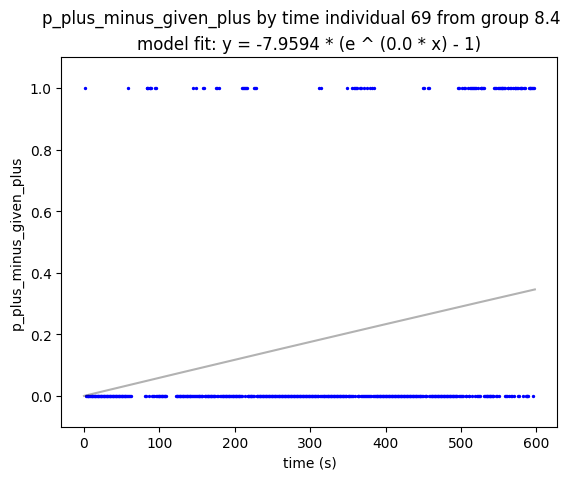 p_plus_minus_given_plus by time individual 69 from group 8.4
model fit: y = -7.9594 * (e ^ (0.0 * x) - 1)
1.0
0.8
0.6
0.4
0.2
0.0
p_plus_minus_given_plus
0 100 200 300 400 500 600
time (s)